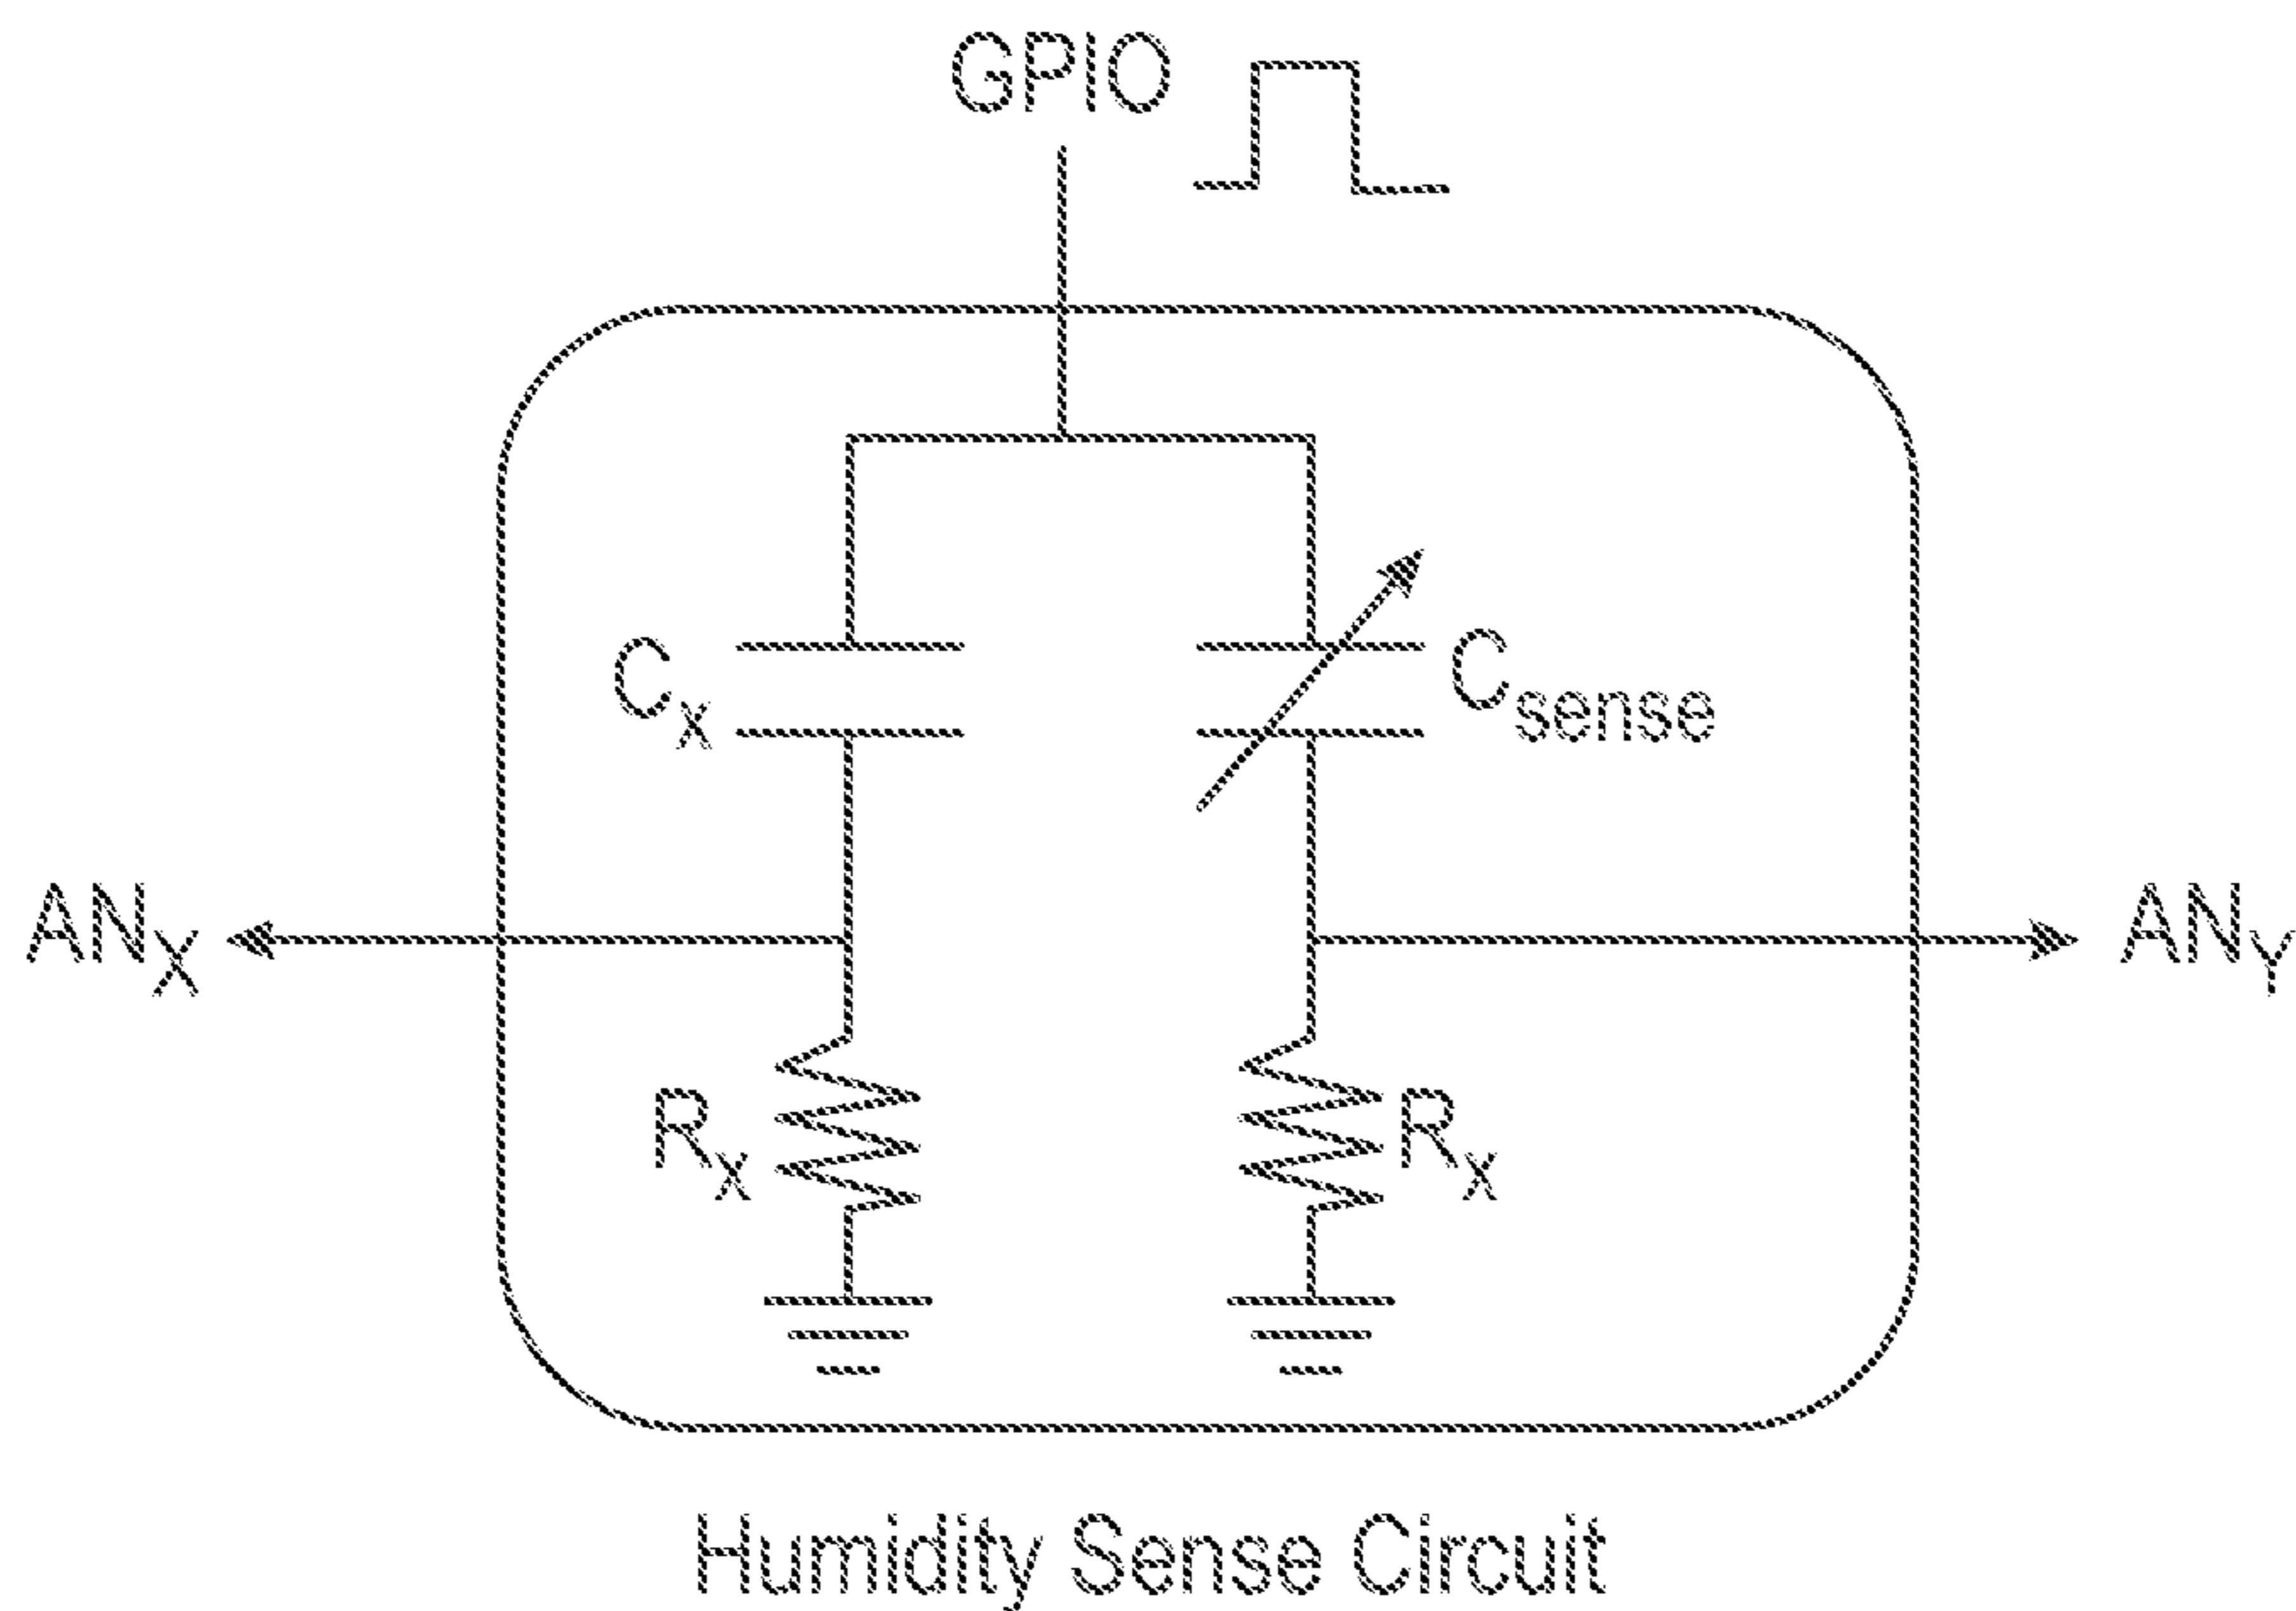 GPIO
Cx Csense
ANX ANY
RX RX
Humidity Sense Circuit